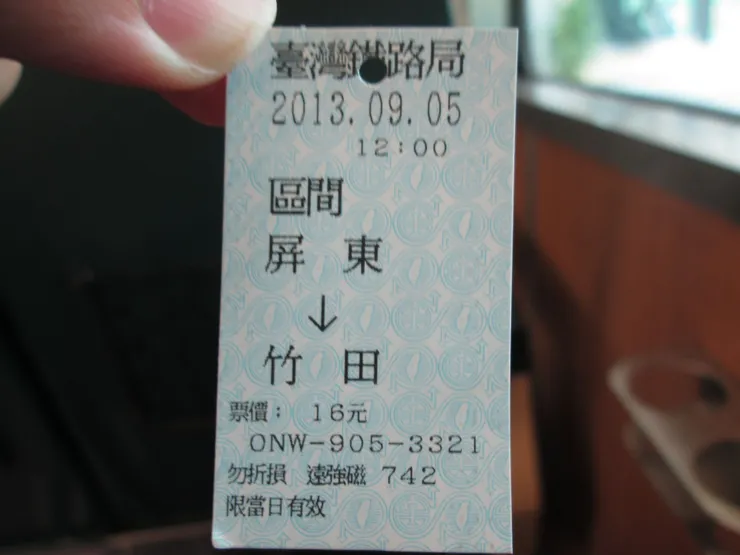 臺灣鐵路局
2013.09.05
12:00
區間
屏東
↓
竹田
票價: 16元
ONW-905-3321
勿折損 遠強磁 742
限當日有效